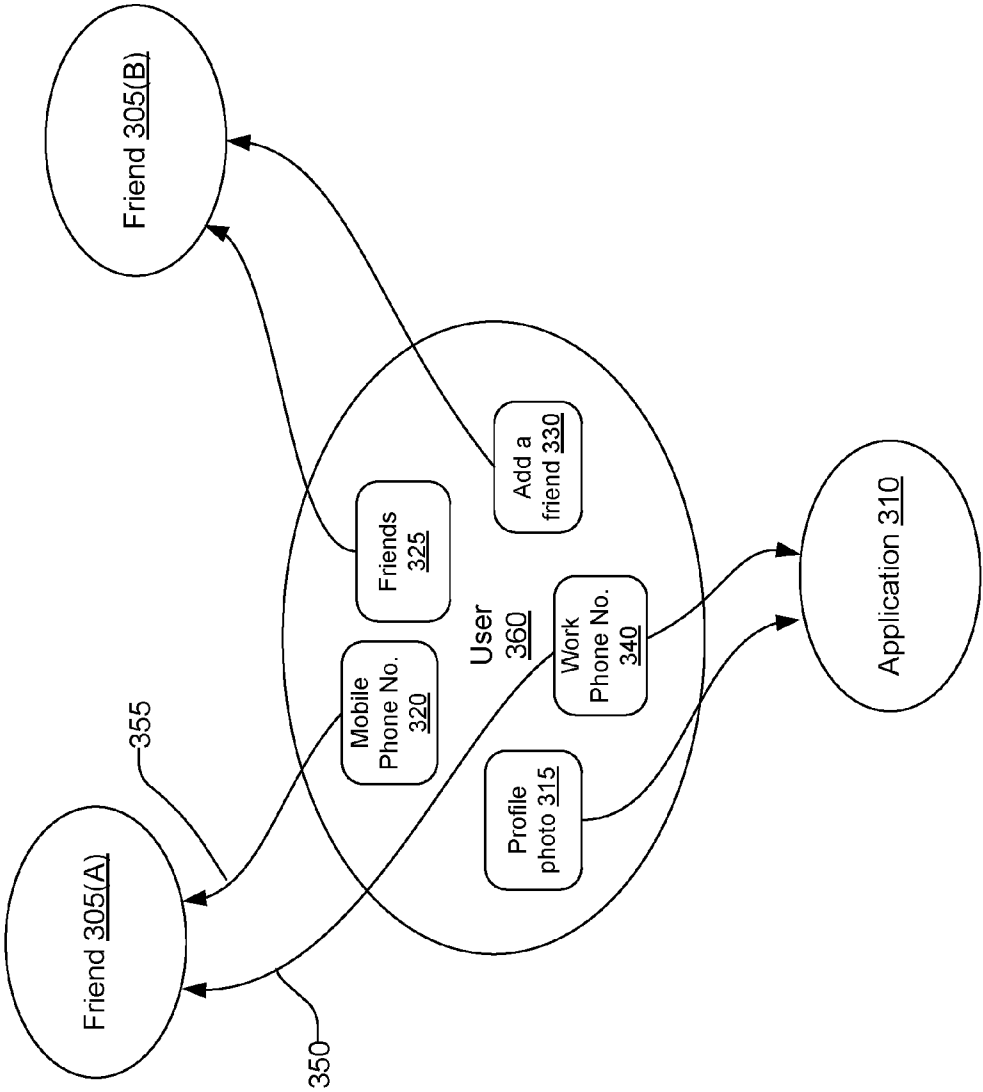 Friend 305(A)
Friend 305(B)
355
350
Mobile
Phone No.
320
Friends
325
User
360
Profile
photo 315
Work
Phone No.
340
Add a
friend 330
Application 310